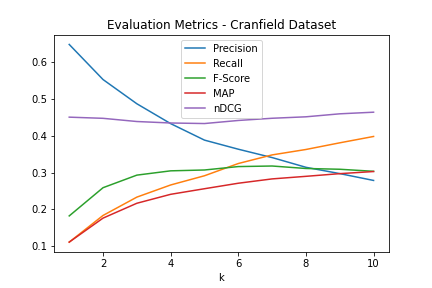 Evaluation Metrics - Cranfield Dataset
Precision
Recall
F-Score
MAP
nDCG
0.6
0.5
0.4
0.3
0.2
0.1
2 4 6 8 10
k